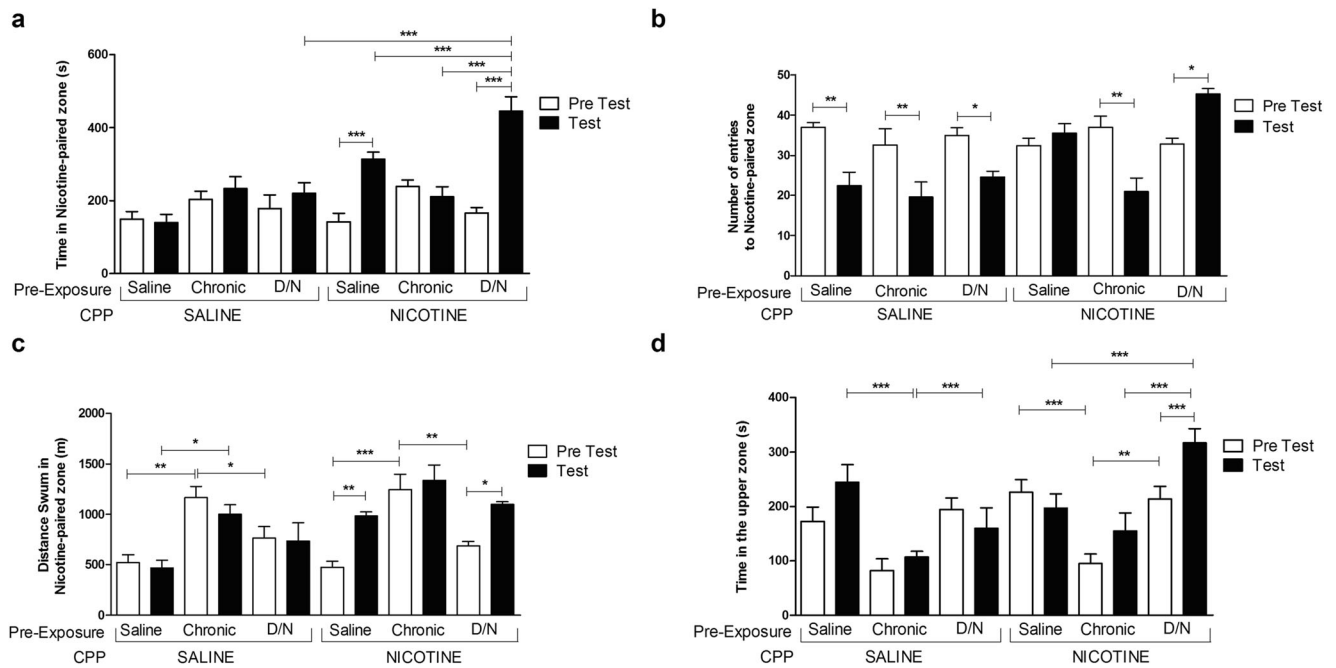 a
Time in Nicotine-paired zone (s)
600
400
200
0
***
***
***
***
***
Pre Test
Test
Pre-Exposure Saline Chronic D/N Saline Chronic D/N
CPP SALINE NICOTINE
b
Number of entries
to Nicotine-paired zone
50
40
30
20
10
0
** ** * ** *
Pre Test
Test
Pre-Exposure Saline Chronic D/N Saline Chronic D/N
CPP SALINE NICOTINE
c
Distance Swum in
Nicotine-paired zone (m)
2000
1500
1000
500
0
*
** *
*** **
** *
Pre Test
Test
Pre-Exposure Saline Chronic D/N Saline Chronic D/N
CPP SALINE NICOTINE
d
Time in the upper zone (s)
400
300
200
100
0
***
*** *** ***
*** ***
**
Pre Test
Test
Pre-Exposure Saline Chronic D/N Saline Chronic D/N
CPP SALINE NICOTINE